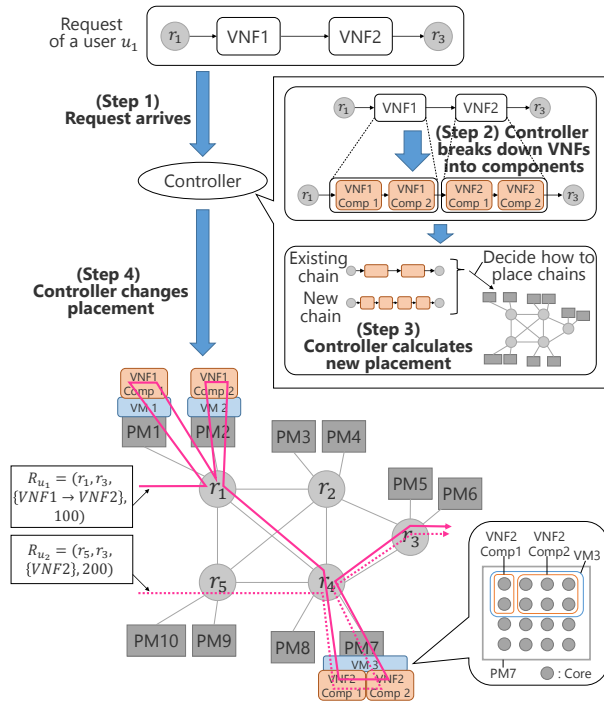 Request
of a user u₁
r₁
VNF1
VNF2
r₃
(Step 1)
Request arrives
Controller
r₁
VNF1
VNF2
r₃
(Step 2) Controller
breaks down VNFs
into components
r₁
VNF1
Comp 1
VNF1
Comp 2
VNF2
Comp 1
VNF2
Comp 2
r₃
Existing
chain
New
chain
Decide how to
place chains
(Step 3)
Controller calculates
new placement
(Step 4)
Controller changes
placement
VNF1
Comp 1
VM 1
PM1
VNF1
Comp 2
VM 2
PM2
PM3
PM4
PM5
PM6
R_{u₁} = (r₁, r₃,
{VNF1 → VNF2},
100)
r₁
r₂
r₃
R_{u₂} = (r₅, r₃,
{VNF2}, 200)
r₅
r₄
PM10
PM9
PM8
PM7
VM 3
VNF2
Comp 1
VNF2
Comp 2
VNF2
Comp1
VNF2
Comp2
VM3
PM7
: Core